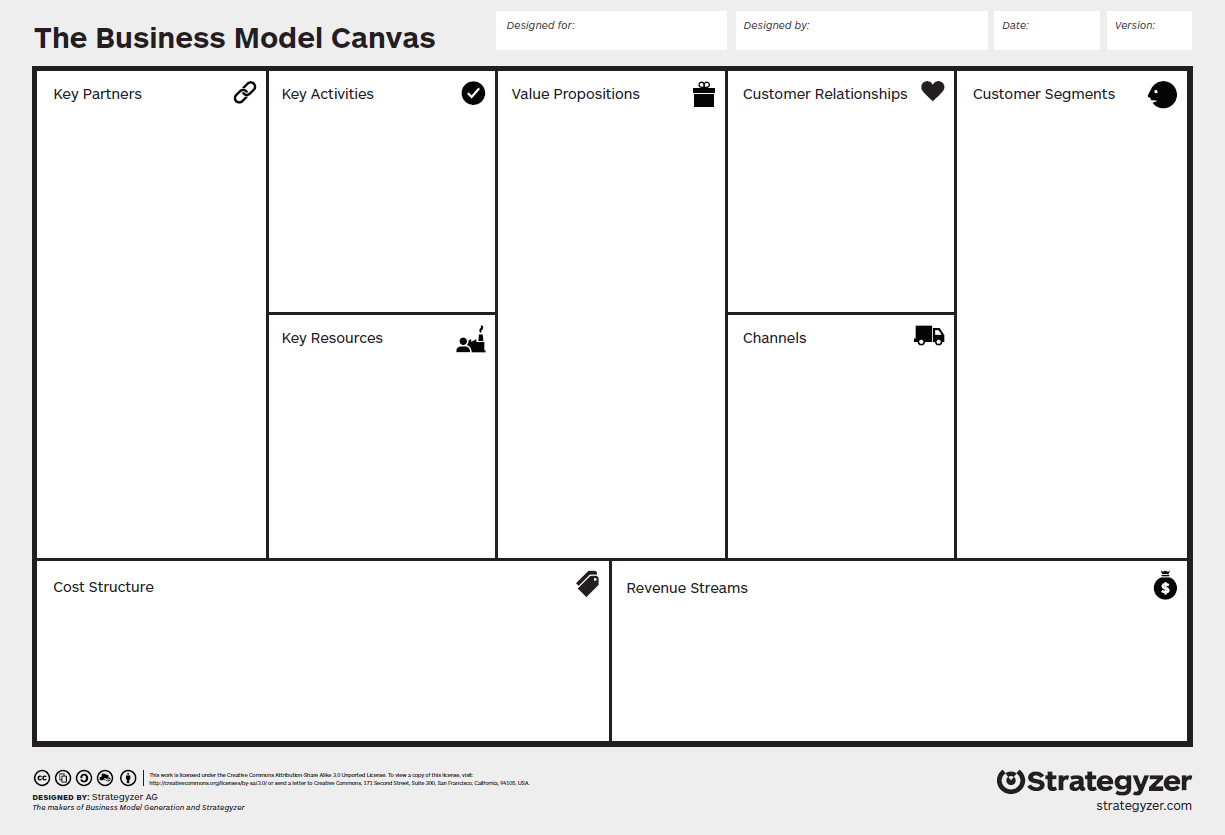 The Business Model Canvas
Designed for:
Designed by:
Date:
Version:
Key Partners
Key Activities
Value Propositions
Customer Relationships
Customer Segments
Key Resources
Channels
Cost Structure
Revenue Streams
$
cc
This work is licensed under the Creative Commons Attribution-Share Alike 3.0 Unported License. To view a copy of this license, visit:
http://creativecommons.org/licenses/by-sa/3.0/ or send a letter to Creative Commons, 171 Second Street, Suite 300, San Francisco, California, 94105, USA.
DESIGNED BY: Strategyzer AG
The makers of Business Model Generation and Strategyzer
Strategyzer
strategyzer.com